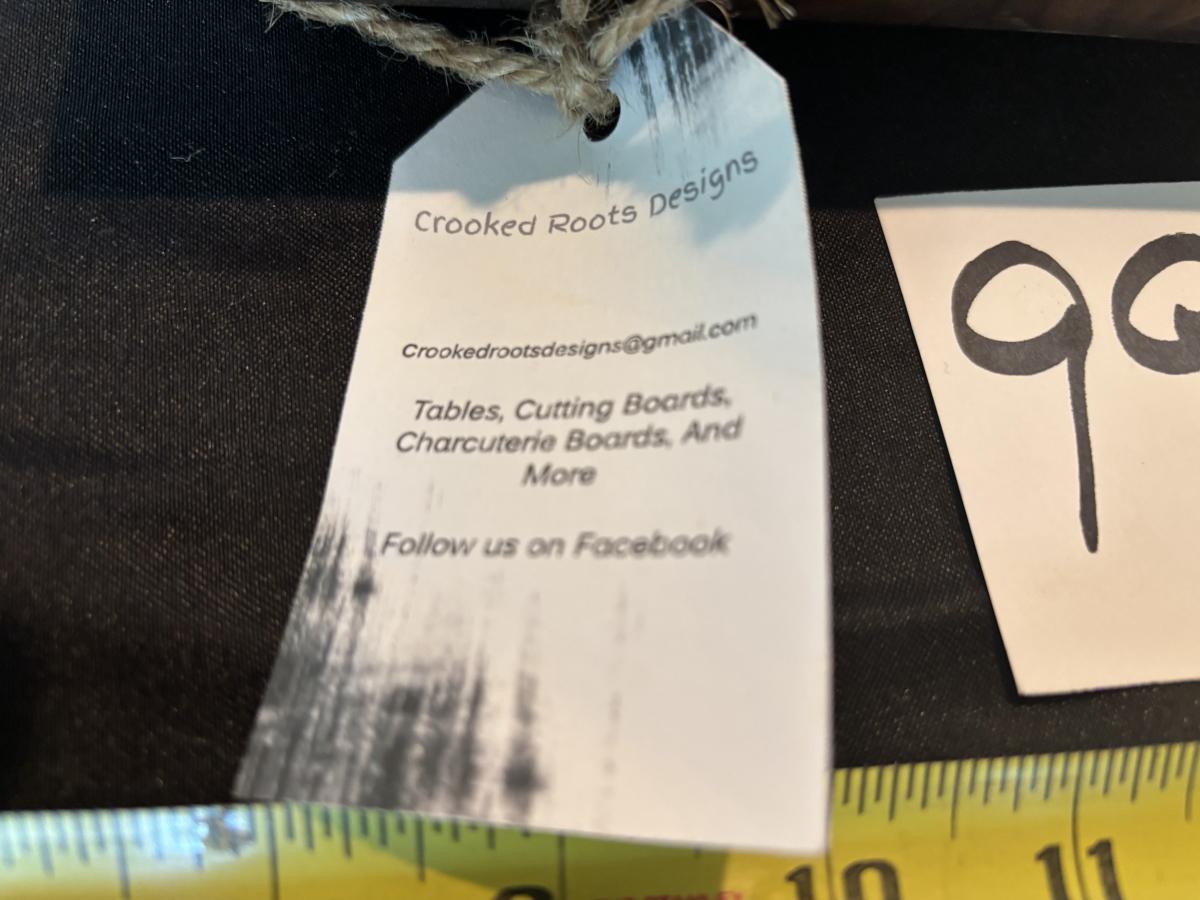 Crooked Roots Designs
Crookedrootsdesigns@gmail.com
Tables, Cutting Boards,
Charcuterie Boards, And
More
Follow us on Facebook
99
10 11